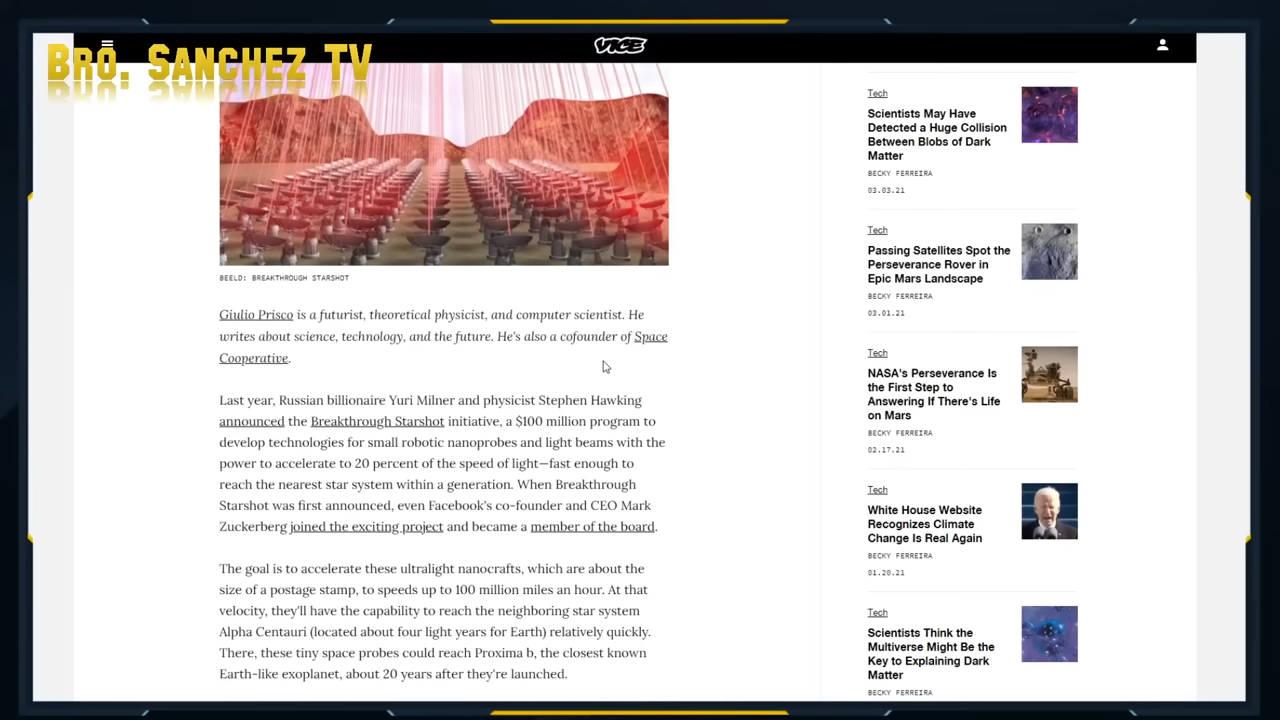 BRO. SANCHEZ TV
VICE
BEELD: BREAKTHROUGH STARSHOT
Giulio Prisco is a futurist, theoretical physicist, and computer scientist. He
writes about science, technology, and the future. He's also a cofounder of Space
Cooperative.
Last year, Russian billionaire Yuri Milner and physicist Stephen Hawking
announced the Breakthrough Starshot initiative, a $100 million program to
develop technologies for small robotic nanoprobes and light beams with the
power to accelerate to 20 percent of the speed of light—fast enough to
reach the nearest star system within a generation. When Breakthrough
Starshot was first announced, even Facebook's co-founder and CEO Mark
Zuckerberg joined the exciting project and became a member of the board.
The goal is to accelerate these ultralight nanocrafts, which are about the
size of a postage stamp, to speeds up to 100 million miles an hour. At that
velocity, they'll have the capability to reach the neighboring star system
Alpha Centauri (located about four light years for Earth) relatively quickly.
There, these tiny space probes could reach Proxima b, the closest known
Earth-like exoplanet, about 20 years after they're launched.
Tech
Scientists May Have
Detected a Huge Collision
Between Blobs of Dark
Matter
BECKY FERREIRA
03.03.21
Tech
Passing Satellites Spot the
Perseverance Rover in
Epic Mars Landscape
BECKY FERREIRA
03.01.21
Tech
NASA's Perseverance Is
the First Step to
Answering If There's Life
on Mars
BECKY FERREIRA
02.17.21
Tech
White House Website
Recognizes Climate
Change Is Real Again
BECKY FERREIRA
01.20.21
Tech
Scientists Think the
Multiverse Might Be the
Key to Explaining Dark
Matter
BECKY FERREIRA